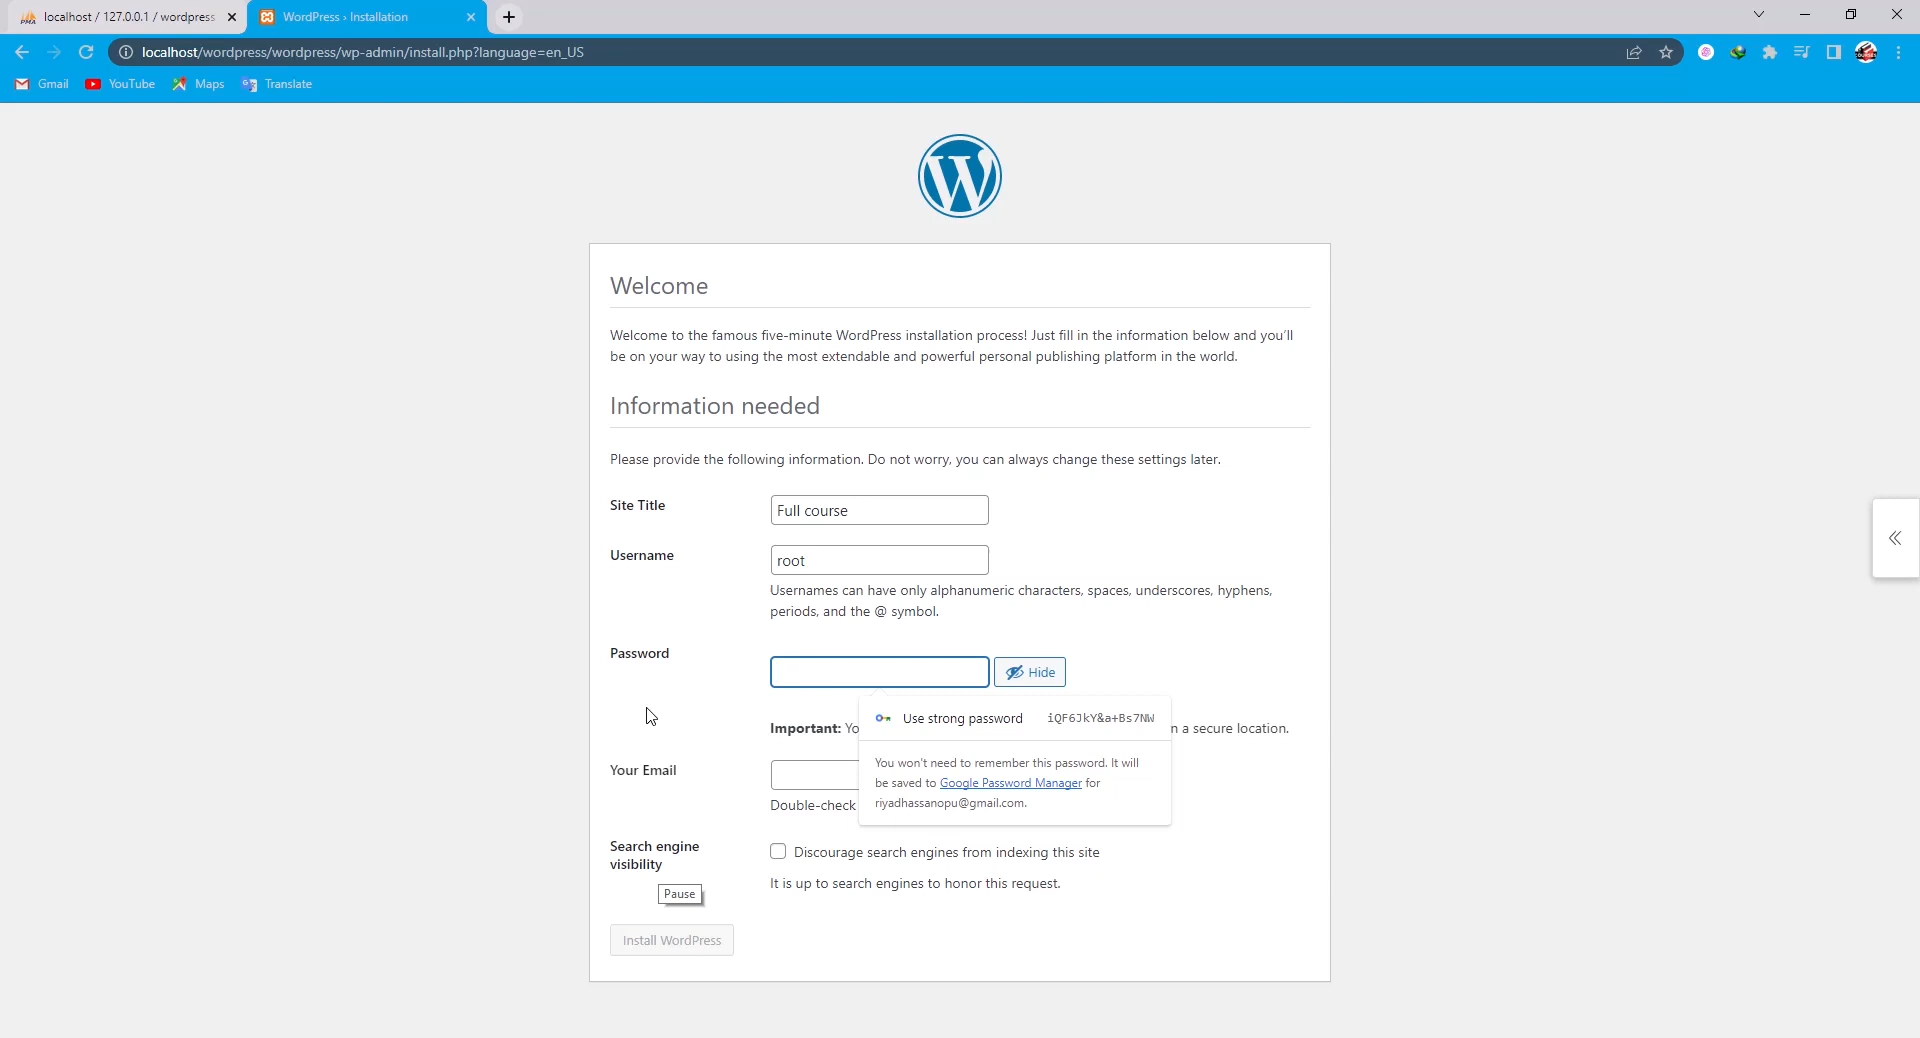 localhost / 127.0.0.1 / wordpress
WordPress › Installation
localhost/wordpress/wordpress/wp-admin/install.php?language=en_US
Gmail
YouTube
Maps
Translate
Welcome
Welcome to the famous five-minute WordPress installation process! Just fill in the information below and you’ll
be on your way to using the most extendable and powerful personal publishing platform in the world.
Information needed
Please provide the following information. Do not worry, you can always change these settings later.
Site Title
Full course
Username
root
Usernames can have only alphanumeric characters, spaces, underscores, hyphens,
periods, and the @ symbol.
Password
Hide
Use strong password iQF6JkY&a+Bs7NW
Important: Yo
n a secure location.
You won't need to remember this password. It will
be saved to Google Password Manager for
riyadhassanopu@gmail.com.
Your Email
Double-check
Search engine
visibility
Discourage search engines from indexing this site
It is up to search engines to honor this request.
Pause
Install WordPress